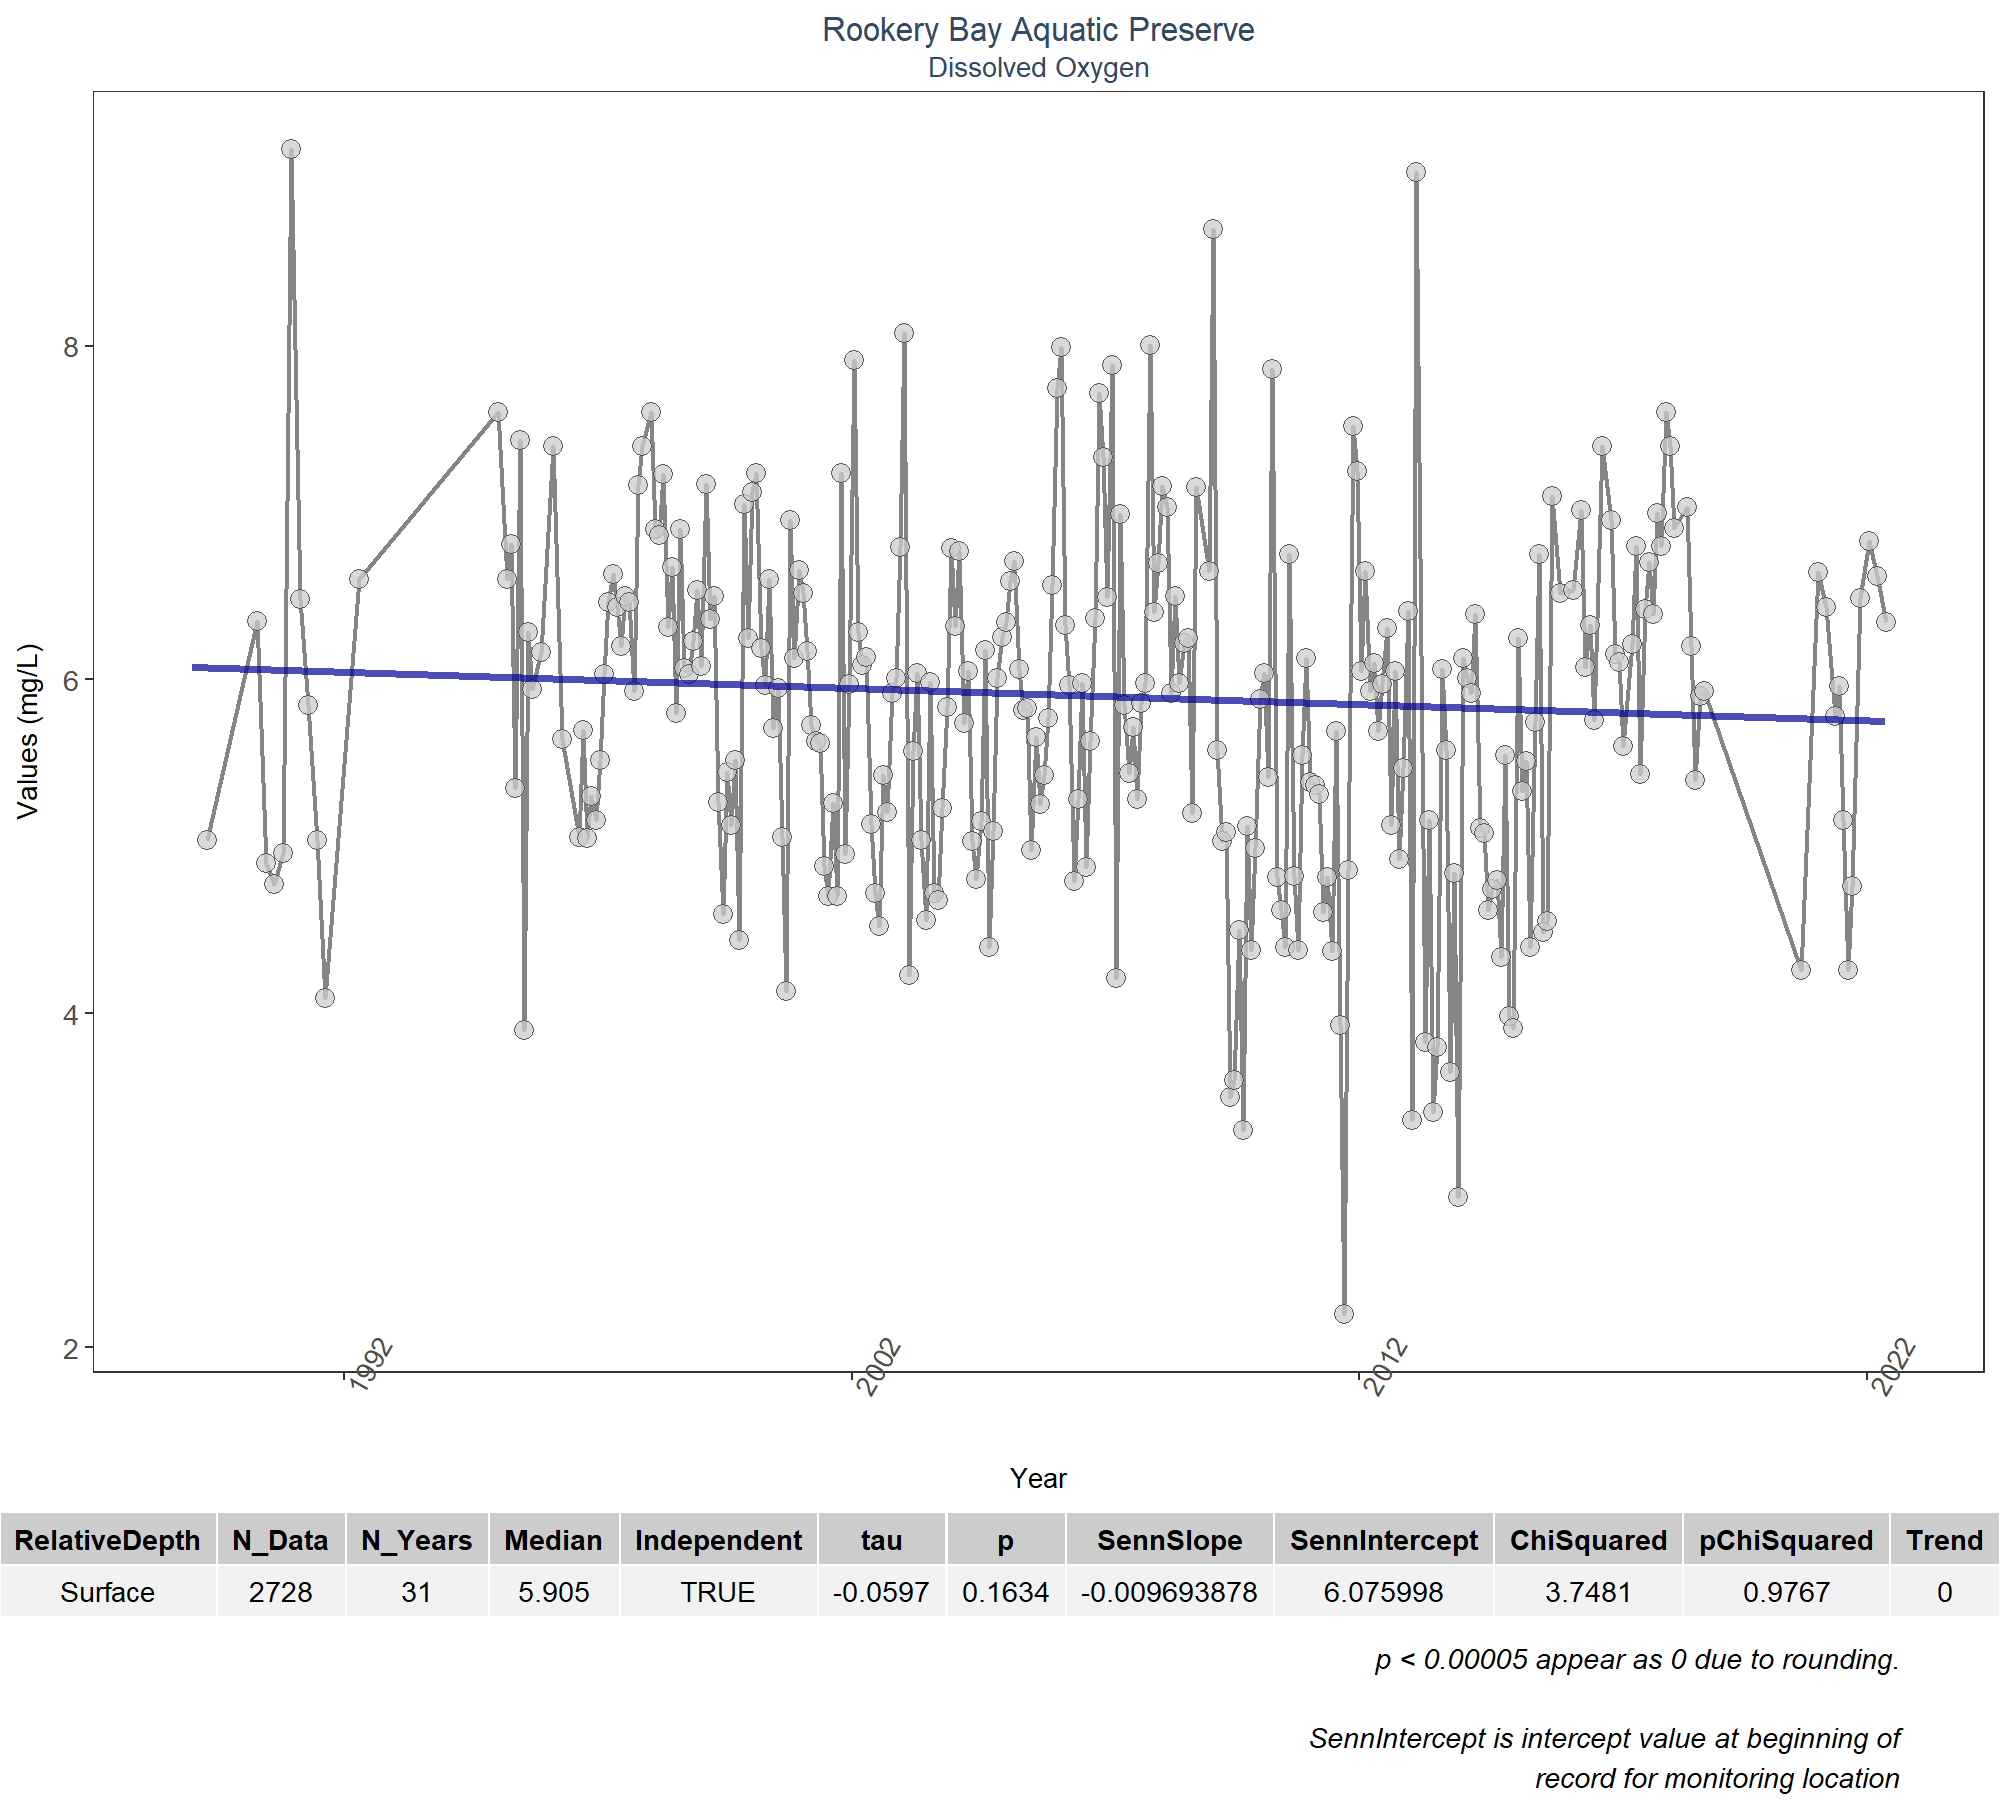 Rookery Bay Aquatic Preserve
Dissolved Oxygen
Values (mg/L)
8
6
4
2
1992
2002
2012
2022
Year
RelativeDepth N_Data N_Years Median Independent tau p SennSlope SennIntercept ChiSquared pChiSquared Trend
Surface 2728 31 5.905 TRUE -0.0597 0.1634 -0.009693878 6.075998 3.7481 0.9767 0
p < 0.00005 appear as 0 due to rounding.
SennIntercept is intercept value at beginning of
record for monitoring location